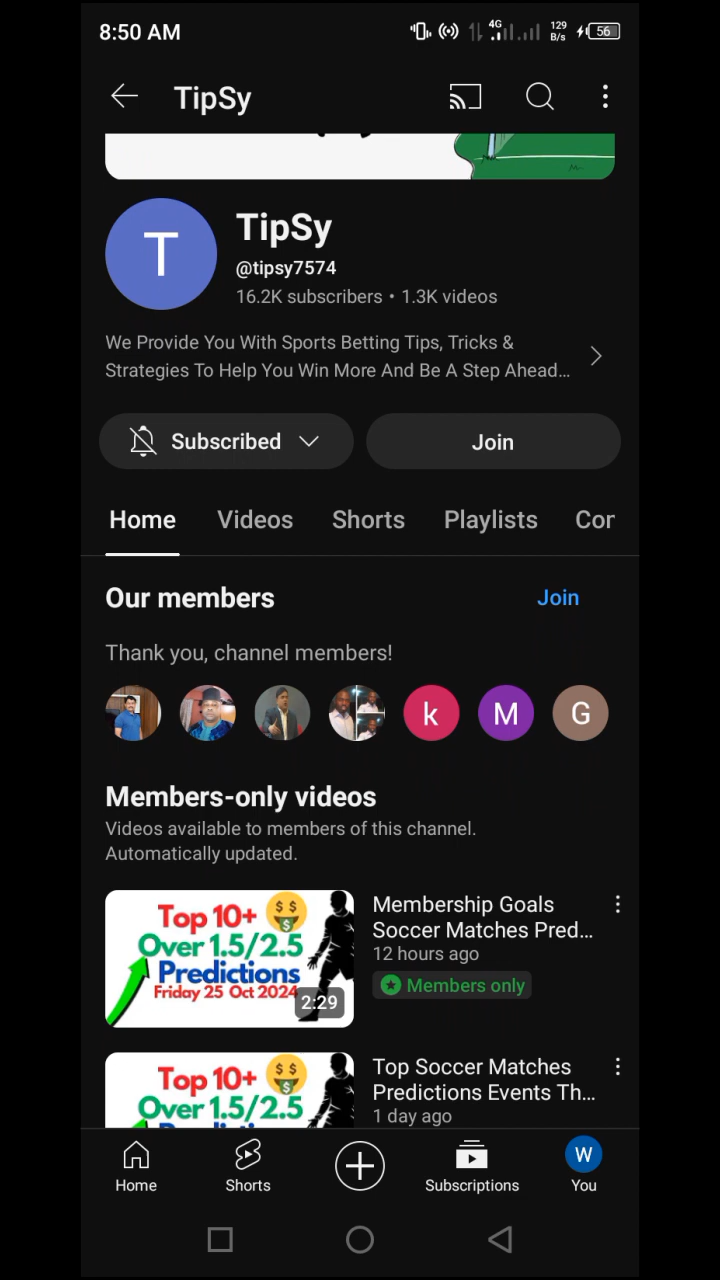 8:50 AM
4G
129
B/s
56
TipSy
T
TipSy
@tipsy7574
16.2K subscribers • 1.3K videos
We Provide You With Sports Betting Tips, Tricks &
Strategies To Help You Win More And Be A Step Ahead...
Subscribed
Join
Home
Videos
Shorts
Playlists
Cor
Our members
Join
Thank you, channel members!
k
M
G
Members-only videos
Videos available to members of this channel.
Automatically updated.
Top 10+
Over 1.5/2.5
Predictions
Friday 25 Oct 2024
2:29
Membership Goals
Soccer Matches Pred...
12 hours ago
Members only
Top 10+
Over 1.5/2.5
Top Soccer Matches
Predictions Events Th...
1 day ago
Home
Shorts
Subscriptions
W
You